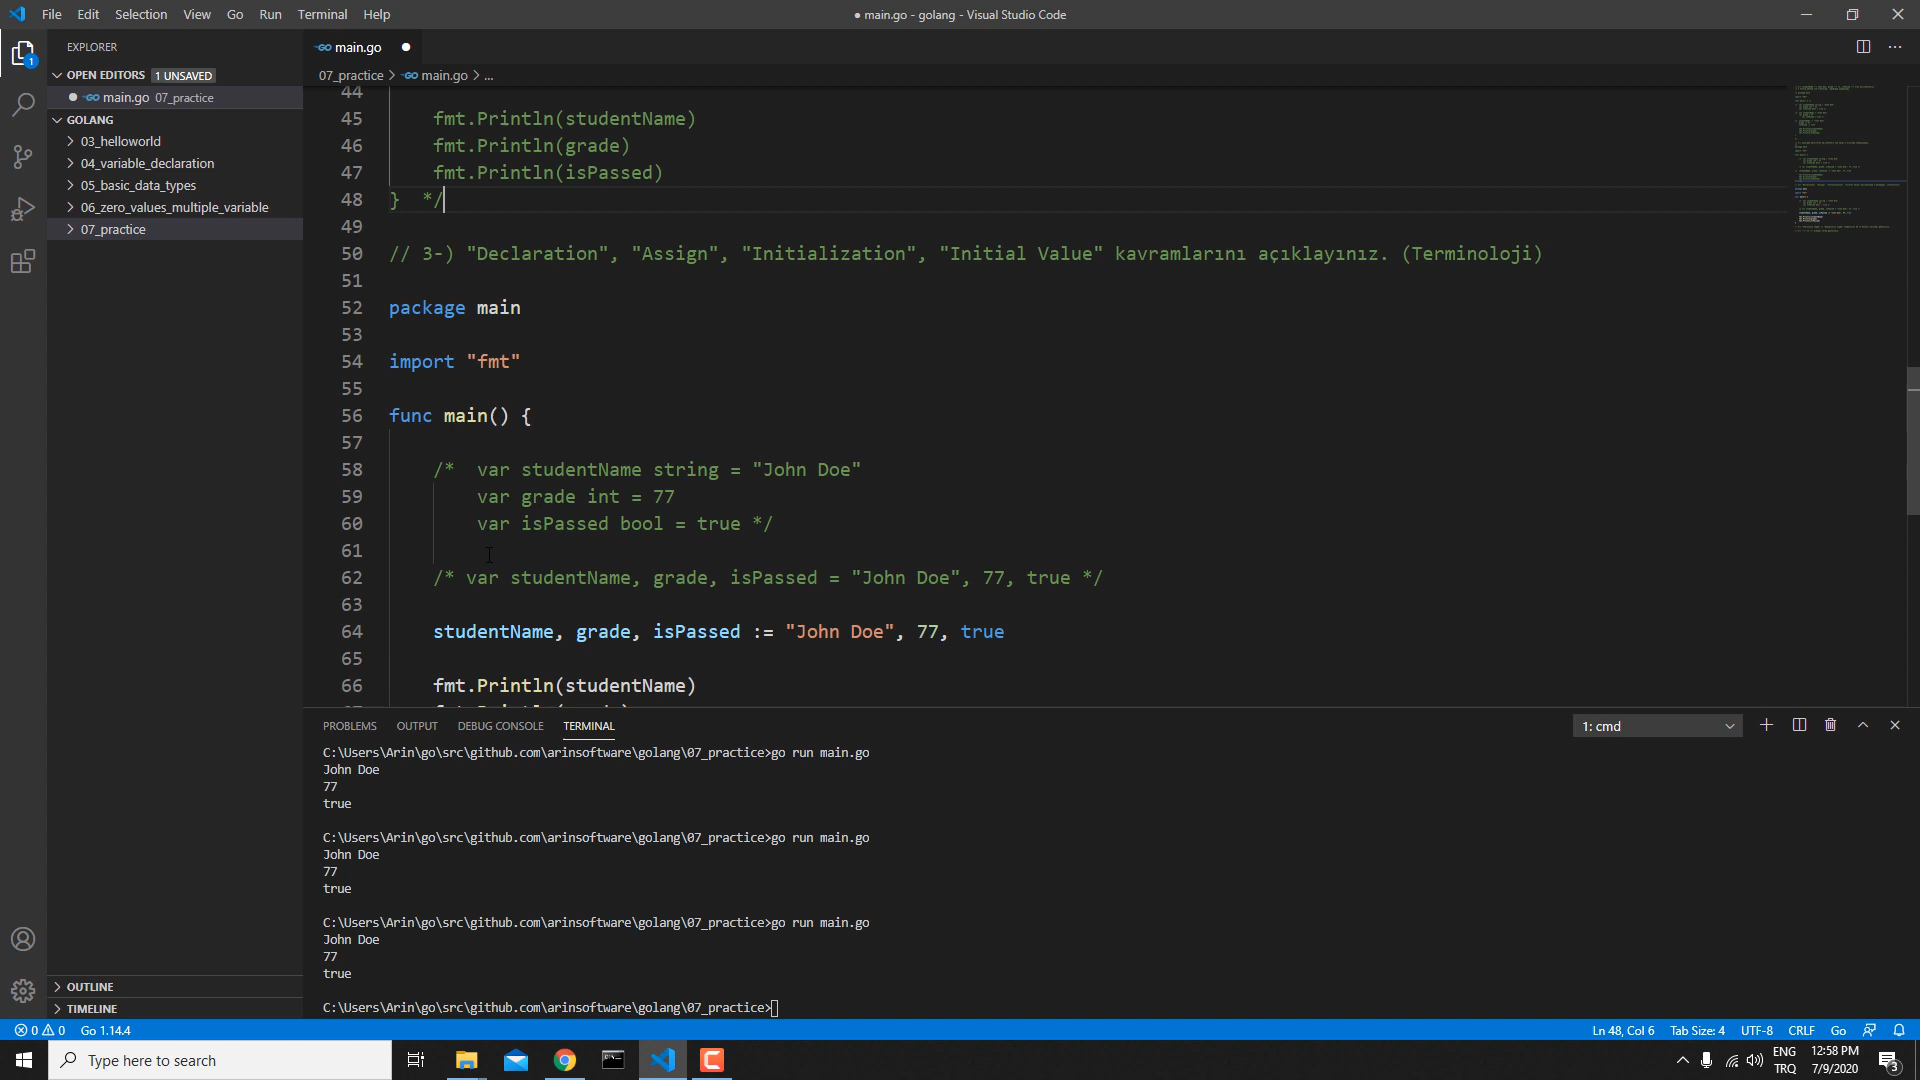 File Edit Selection View Go Run Terminal Help
● main.go - golang - Visual Studio Code
EXPLORER
OPEN EDITORS 1 UNSAVED
main.go 07_practice
GOLANG
03_helloworld
04_variable_declaration
05_basic_data_types
06_zero_values_multiple_variable
07_practice
OUTLINE
TIMELINE
main.go
07_practice > main.go > ...
44
45 fmt.Println(studentName)
46 fmt.Println(grade)
47 fmt.Println(isPassed)
48 } */
49
50 // 3-) "Declaration", "Assign", "Initialization", "Initial Value" kavramlarını açıklayınız. (Terminoloji)
51
52 package main
53
54 import "fmt"
55
56 func main() {
57
58 /* var studentName string = "John Doe"
59 var grade int = 77
60 var isPassed bool = true */
61
62 /* var studentName, grade, isPassed = "John Doe", 77, true */
63
64 studentName, grade, isPassed := "John Doe", 77, true
65
66 fmt.Println(studentName)
PROBLEMS OUTPUT DEBUG CONSOLE TERMINAL
1: cmd
C:\Users\Arin\go\src\github.com\arinsoftware\golang\07_practice>go run main.go
John Doe
77
true
C:\Users\Arin\go\src\github.com\arinsoftware\golang\07_practice>go run main.go
John Doe
77
true
C:\Users\Arin\go\src\github.com\arinsoftware\golang\07_practice>go run main.go
John Doe
77
true
C:\Users\Arin\go\src\github.com\arinsoftware\golang\07_practice>
0 0 Go 1.14.4
Ln 48, Col 6 Tab Size: 4 UTF-8 CRLF Go
Type here to search
ENG
TRQ
12:58 PM
7/9/2020
3
1